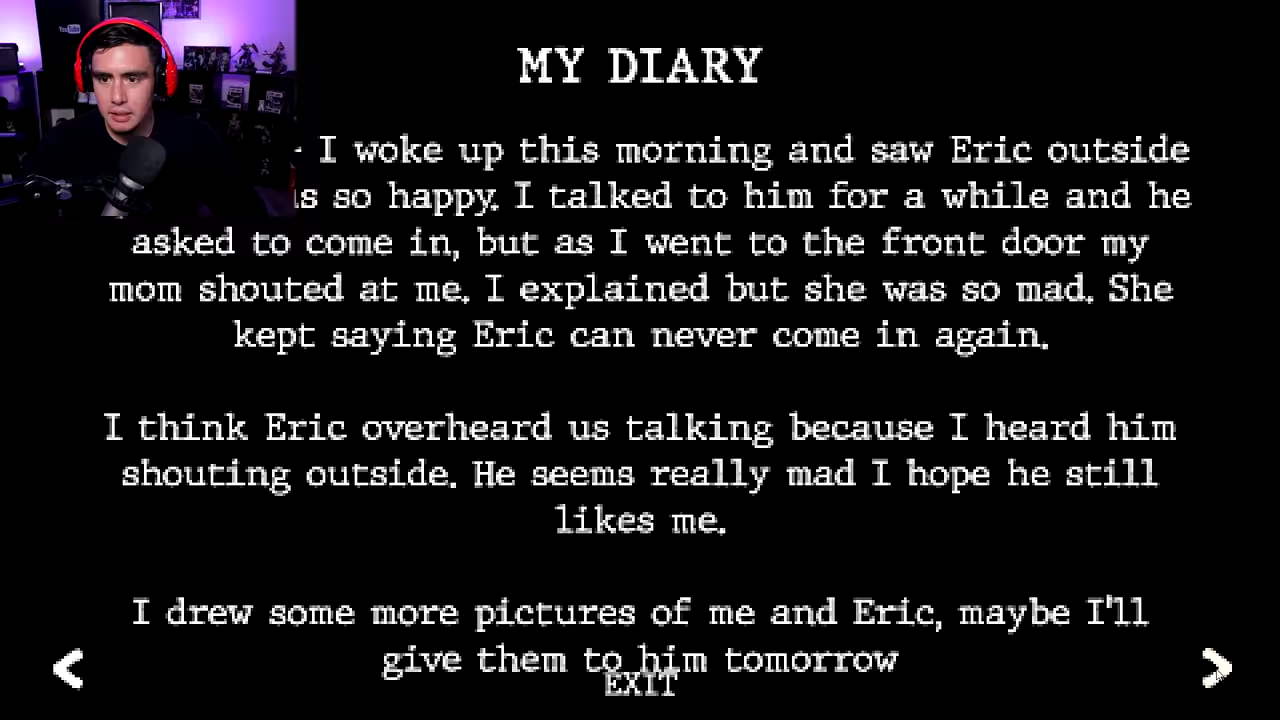 YouTube
MY DIARY
- I woke up this morning and saw Eric outside
so happy. I talked to him for a while and he
asked to come in, but as I went to the front door my
mom shouted at me. I explained but she was so mad. She
kept saying Eric can never come in again.
I think Eric overheard us talking because I heard him
shouting outside. He seems really mad I hope he still
likes me.
I drew some more pictures of me and Eric, maybe I'll
give them to him tomorrow
EXIT